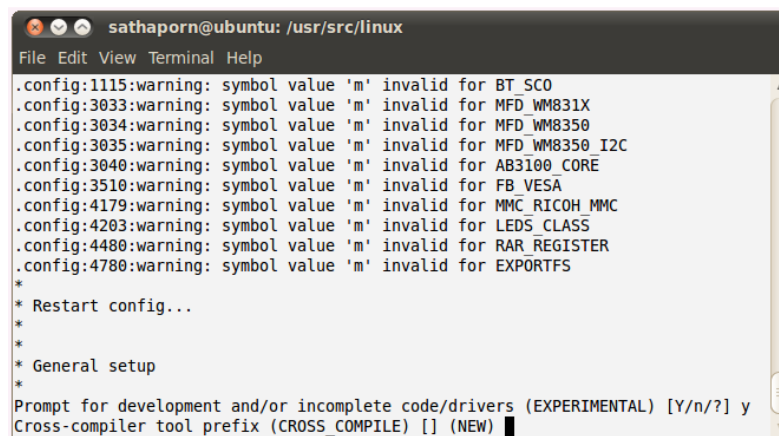 sathaporn@ubuntu: /usr/src/linux
File Edit View Terminal Help
.config:1115:warning: symbol value 'm' invalid for BT_SCO
.config:3033:warning: symbol value 'm' invalid for MFD_WM831X
.config:3034:warning: symbol value 'm' invalid for MFD_WM8350
.config:3035:warning: symbol value 'm' invalid for MFD_WM8350_I2C
.config:3040:warning: symbol value 'm' invalid for AB3100_CORE
.config:3510:warning: symbol value 'm' invalid for FB_VESA
.config:4179:warning: symbol value 'm' invalid for MMC_RICOH_MMC
.config:4203:warning: symbol value 'm' invalid for LEDS_CLASS
.config:4480:warning: symbol value 'm' invalid for RAR_REGISTER
.config:4780:warning: symbol value 'm' invalid for EXPORTFS
*
* Restart config...
*
*
* General setup
*
Prompt for development and/or incomplete code/drivers (EXPERIMENTAL) [Y/n/?] y
Cross-compiler tool prefix (CROSS_COMPILE) [] (NEW)